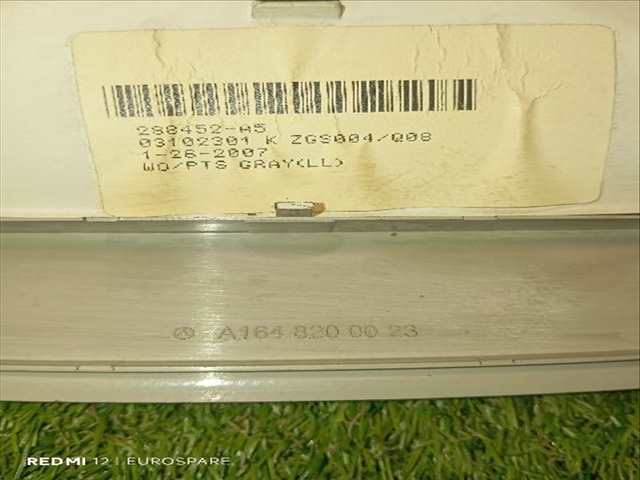 288452-A5
03102301 K ZGS004/Q08
1-26-2007
WO/PTS GRAY(LL)
A164 820 00 23
REDMI 12 | EUROSPARE